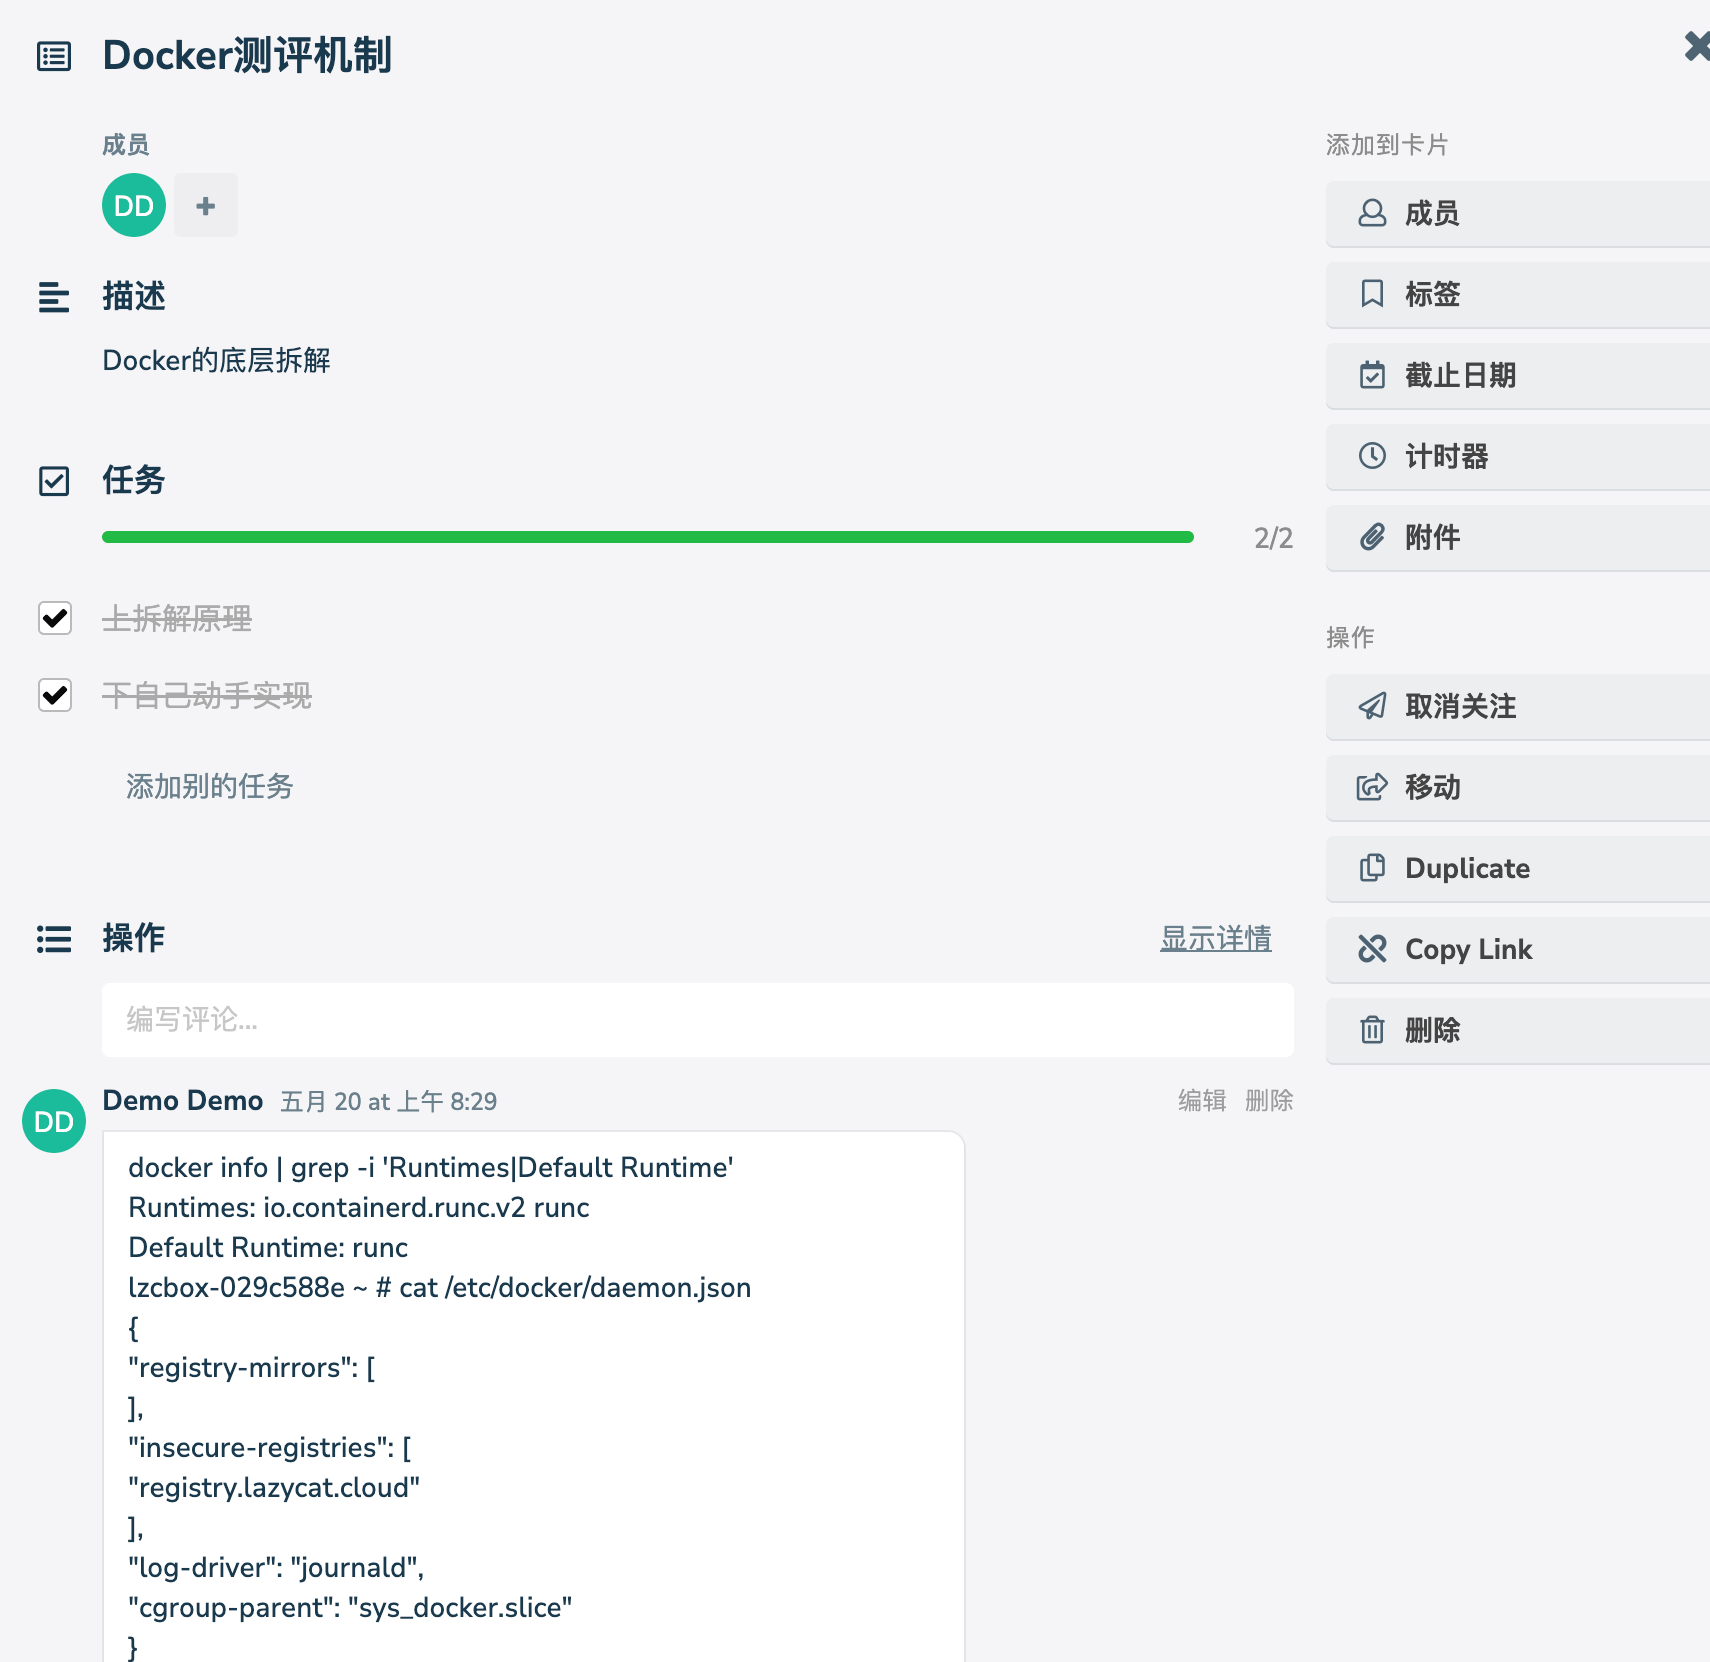 Docker测评机制
成员
DD
描述
Docker的底层拆解
任务
2/2
上拆解原理
下自己动手实现
添加别的任务
操作
显示详情
编写评论...
DD
Demo Demo 五月 20 at 上午 8:29
编辑 删除
docker info | grep -i 'Runtimes|Default Runtime'
Runtimes: io.containerd.runc.v2 runc
Default Runtime: runc
lzcbox-029c588e ~ # cat /etc/docker/daemon.json
{
"registry-mirrors": [
],
"insecure-registries": [
"registry.lazycat.cloud"
],
"log-driver": "journald",
"cgroup-parent": "sys_docker.slice"
}
添加到卡片
成员
标签
截止日期
计时器
附件
操作
取消关注
移动
Duplicate
Copy Link
删除